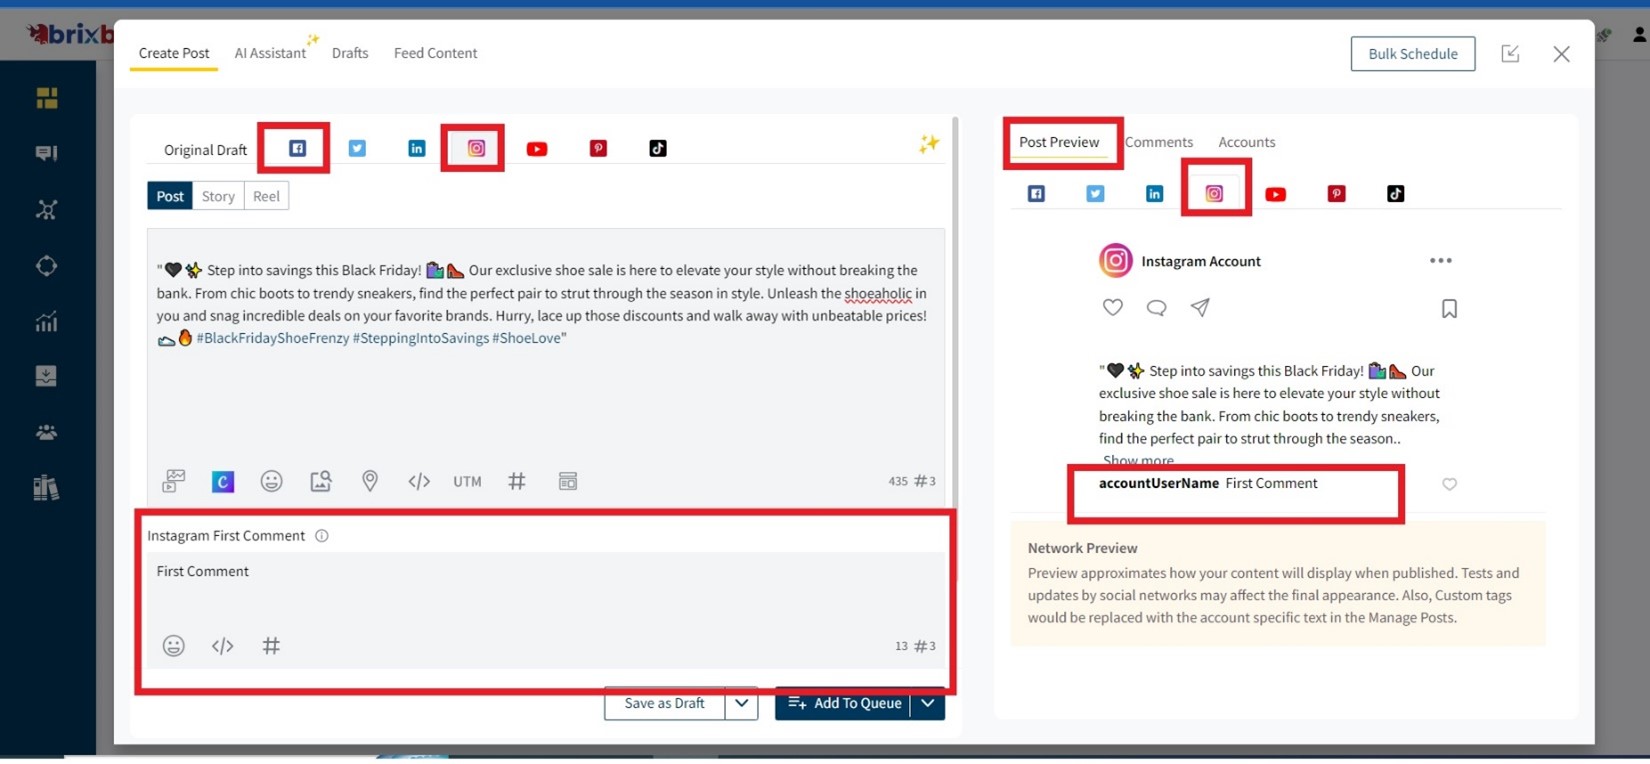 brixb
Create Post AI Assistant Drafts Feed Content
Bulk Schedule
Original Draft
Post Story Reel
"🖤✨ Step into savings this Black Friday! 🛍️👠 Our exclusive shoe sale is here to elevate your style without breaking the
bank. From chic boots to trendy sneakers, find the perfect pair to strut through the season in style. Unleash the shoeaholic in
you and snag incredible deals on your favorite brands. Hurry, lace up those discounts and walk away with unbeatable prices!
👟🔥 #BlackFridayShoeFrenzy #SteppingIntoSavings #ShoeLove"
UTM 435 #3
Instagram First Comment
First Comment
13 #3
Save as Draft
Add To Queue
Post Preview Comments Accounts
Instagram Account
"🖤✨ Step into savings this Black Friday! 🛍️👠 Our
exclusive shoe sale is here to elevate your style without
breaking the bank. From chic boots to trendy sneakers,
find the perfect pair to strut through the season..
Show more
accountUserName First Comment
Network Preview
Preview approximates how your content will display when published. Tests and
updates by social networks may affect the final appearance. Also, Custom tags
would be replaced with the account specific text in the Manage Posts.